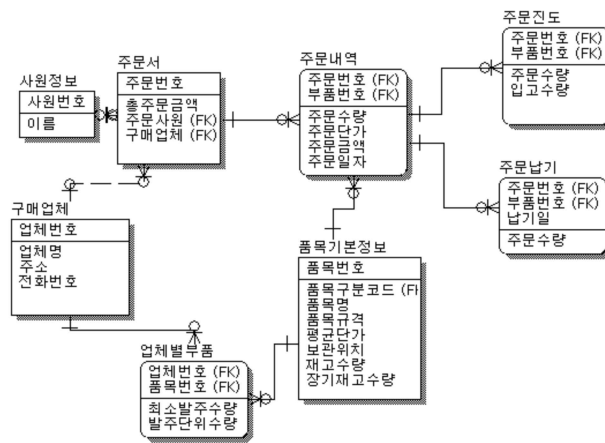 사원정보
사원번호
이름
주문서
주문번호
총주문금액
주문사원 (FK)
구매업체 (FK)
주문내역
주문번호 (FK)
부품번호 (FK)
주문수량
주문단가
주문금액
주문일자
주문진도
주문번호 (FK)
부품번호 (FK)
주문수량
입고수량
주문납기
주문번호 (FK)
부품번호 (FK)
납기일
주문수량
구매업체
업체번호
업체명
주소
전화번호
품목기본정보
품목번호
품목구분코드 (FK
품목명
품목규격
평균단가
보관위치
재고수량
장기재고수량
업체별부품
업체번호 (FK)
품목번호 (FK)
최소발주수량
발주단위수량